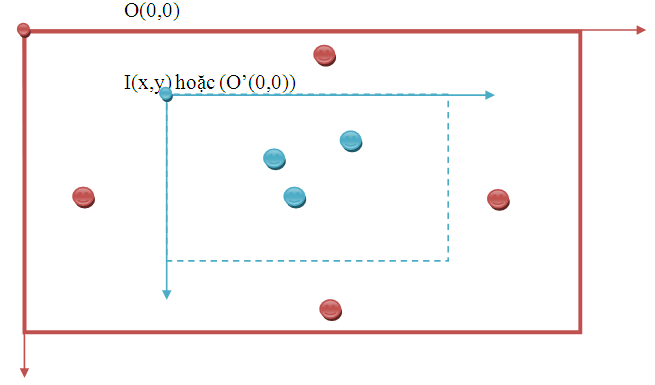 O(0,0)
I(x,y) hoặc (O’(0,0))